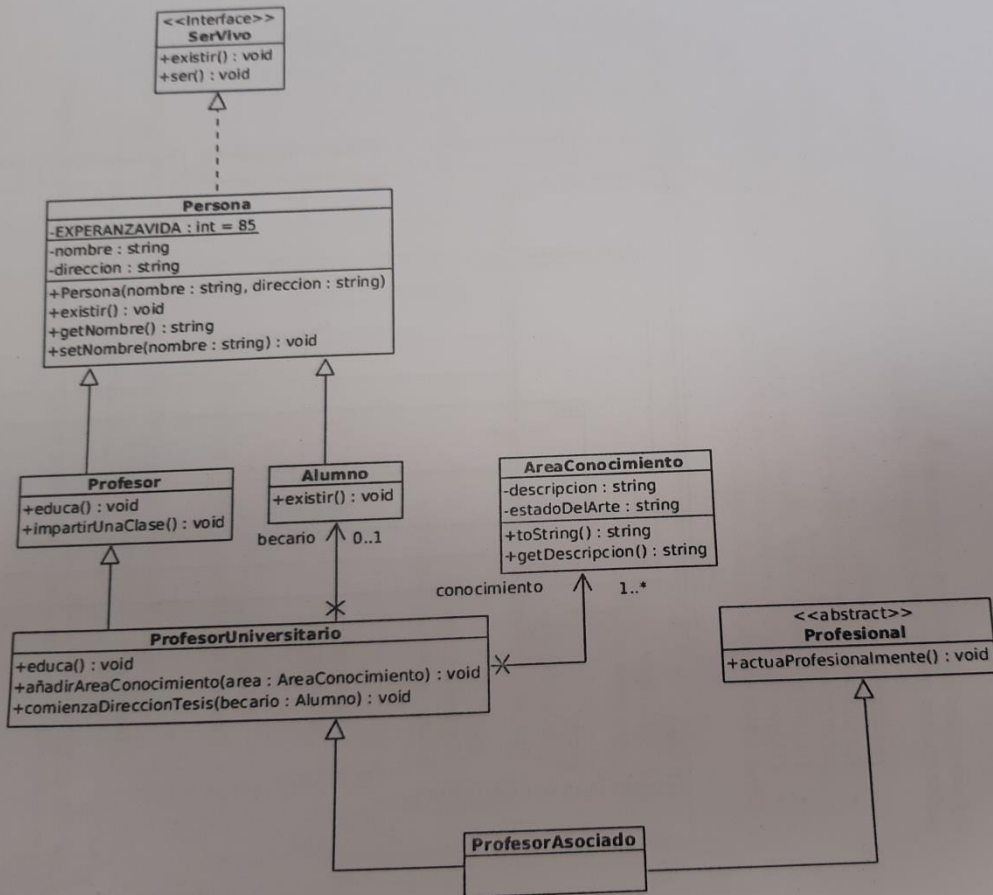 <<Interface>>
SerVivo
+existir() : void
+ser() : void
Persona
-EXPERANZAVIDA : int = 85
-nombre : string
-direccion : string
+Persona(nombre : string, direccion : string)
+existir() : void
+getNombre() : string
+setNombre(nombre : string) : void
Profesor
+educa() : void
+impartirUnaClase() : void
Alumno
+existir() : void
becario 0..1
AreaConocimiento
-descripcion : string
-estadoDelArte : string
+toString() : string
+getDescripcion() : string
conocimiento 1..*
ProfesorUniversitario
+educa() : void
+añadirAreaConocimiento(area : AreaConocimiento) : void
+comienzaDireccionTesis(becario : Alumno) : void
<<abstract>>
Profesional
+actuaProfesionalmente() : void
ProfesorAsociado